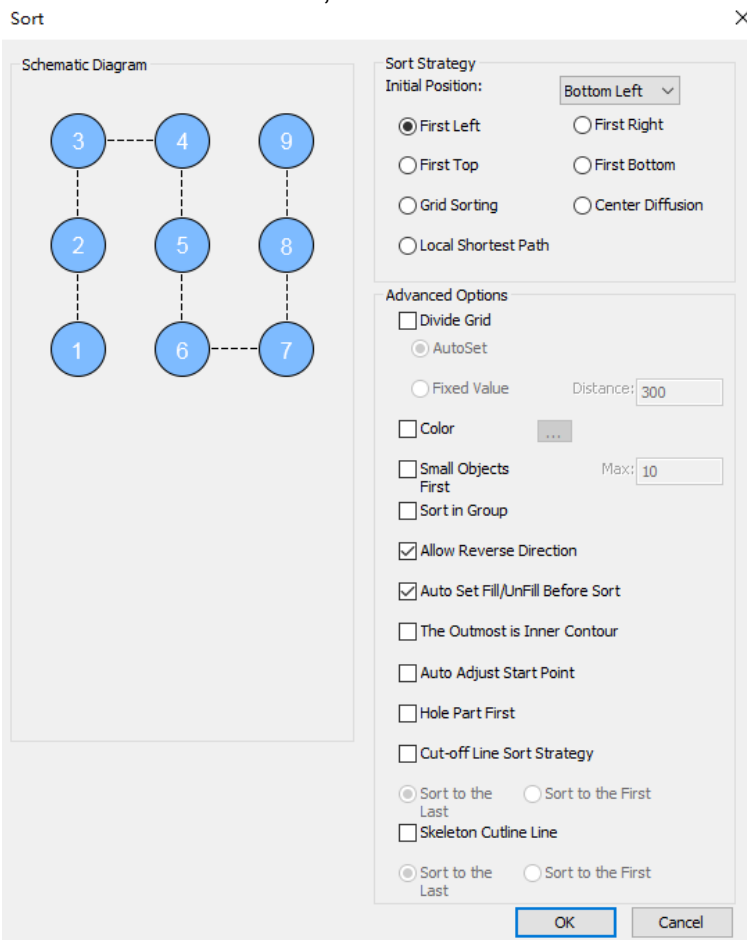 Sort
Schematic Diagram
3 4 9
2 5 8
1 6 7
Sort Strategy
Initial Position: Bottom Left
First Left First Right
First Top First Bottom
Grid Sorting Center Diffusion
Local Shortest Path
Advanced Options
Divide Grid
AutoSet
Fixed Value Distance: 300
Color ...
Small Objects First Max: 10
Sort in Group
Allow Reverse Direction
Auto Set Fill/UnFill Before Sort
The Outmost is Inner Contour
Auto Adjust Start Point
Hole Part First
Cut-off Line Sort Strategy
Sort to the Last Sort to the First
Skeleton Cutline Line
Sort to the Last Sort to the First
OK Cancel